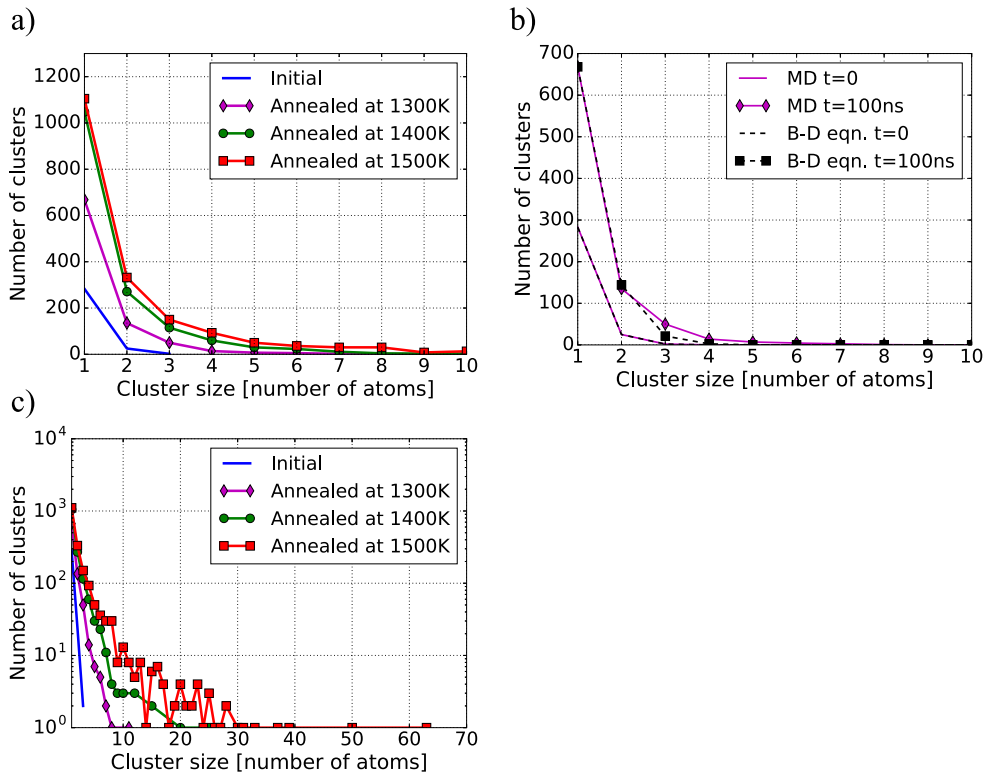 a)
1200
1000
800
600
400
200
0
1 2 3 4 5 6 7 8 9 10
Number of clusters
Cluster size [number of atoms]
Initial
Annealed at 1300K
Annealed at 1400K
Annealed at 1500K
b)
700
600
500
400
300
200
100
0
1 2 3 4 5 6 7 8 9 10
Number of clusters
Cluster size [number of atoms]
MD t=0
MD t=100ns
B-D eqn. t=0
B-D eqn. t=100ns
c)
10^4
10^3
10^2
10^1
10^0
10 20 30 40 50 60 70
Number of clusters
Cluster size [number of atoms]
Initial
Annealed at 1300K
Annealed at 1400K
Annealed at 1500K